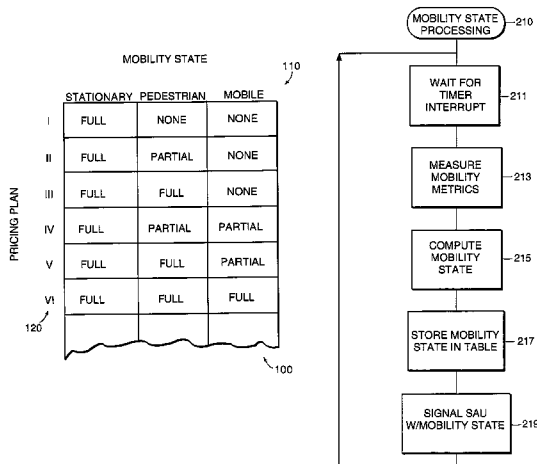 MOBILITY STATE
110
STATIONARY PEDESTRIAN MOBILE
PRICING PLAN
I FULL NONE NONE
II FULL PARTIAL NONE
III FULL FULL NONE
IV FULL PARTIAL PARTIAL
V FULL FULL PARTIAL
VI FULL FULL FULL
120
100
MOBILITY STATE
PROCESSING
210
WAIT FOR
TIMER
INTERRUPT
211
MEASURE
MOBILITY
METRICS
213
COMPUTE
MOBILITY
STATE
215
STORE MOBILITY
STATE IN TABLE
217
SIGNAL SAU
W/MOBILITY STATE
219